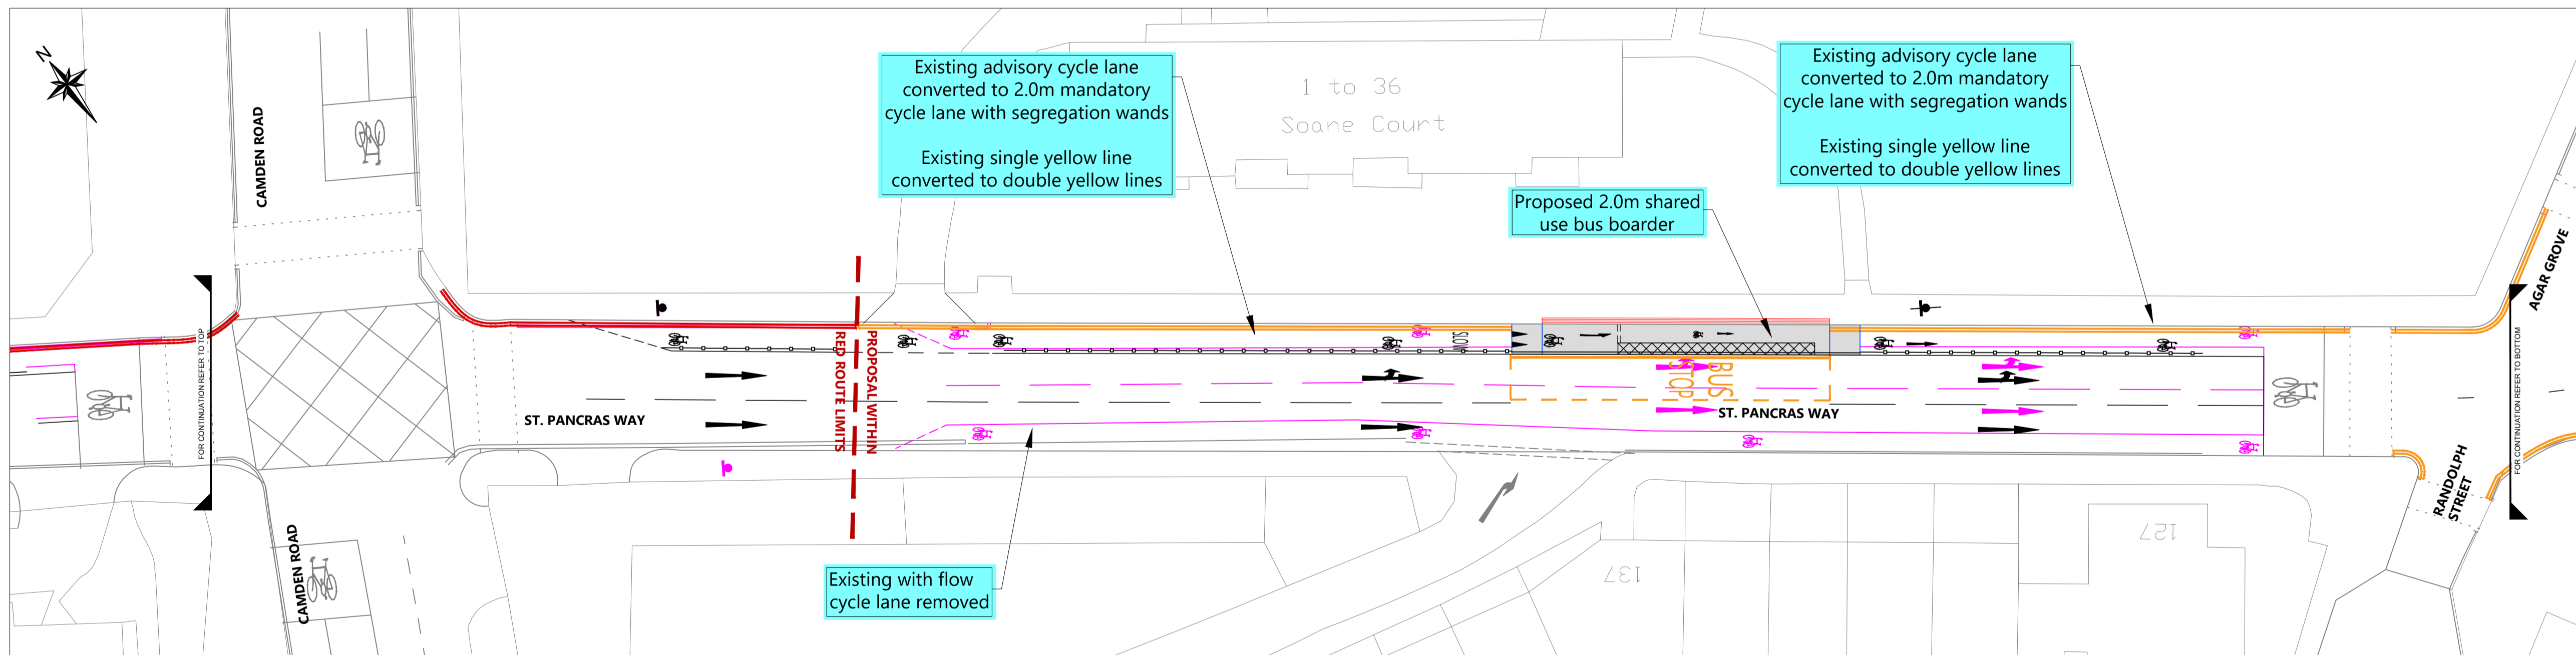 N
CAMDEN ROAD
Existing advisory cycle lane
converted to 2.0m mandatory
cycle lane with segregation wands
Existing single yellow line
converted to double yellow lines
1 to 36
Soane Court
Existing advisory cycle lane
converted to 2.0m mandatory
cycle lane with segregation wands
Existing single yellow line
converted to double yellow lines
Proposed 2.0m shared
use bus boarder
AGAR GROVE
FOR CONTINUATION REFER TO TOP
RED ROUTE LIMITS
PROPOSAL WITHIN
SLOW
BUS
STOP
ST. PANCRAS WAY
ST. PANCRAS WAY
FOR CONTINUATION REFER TO BOTTOM
RANDOLPH
STREET
CAMDEN ROAD
Existing with flow
cycle lane removed
137
127